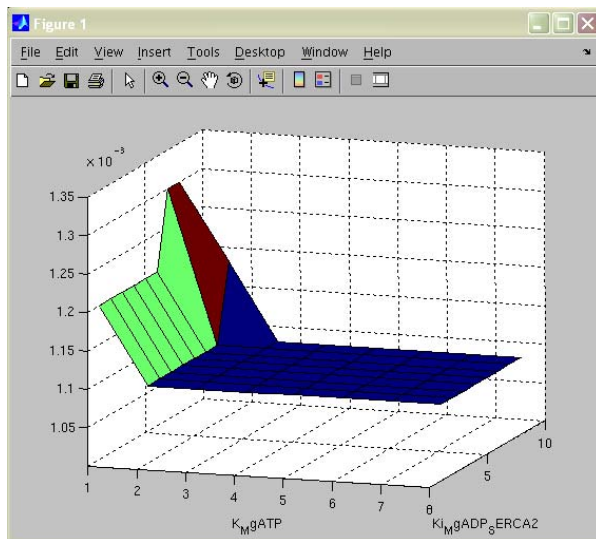 Figure 1
File Edit View Insert Tools Desktop Window Help
× 10⁻³
1.35
1.3
1.25
1.2
1.15
1.1
1.05
1 2 3 4 5 6 7 8
5
10
K_MgATP
Ki_MgADP_SERCA2